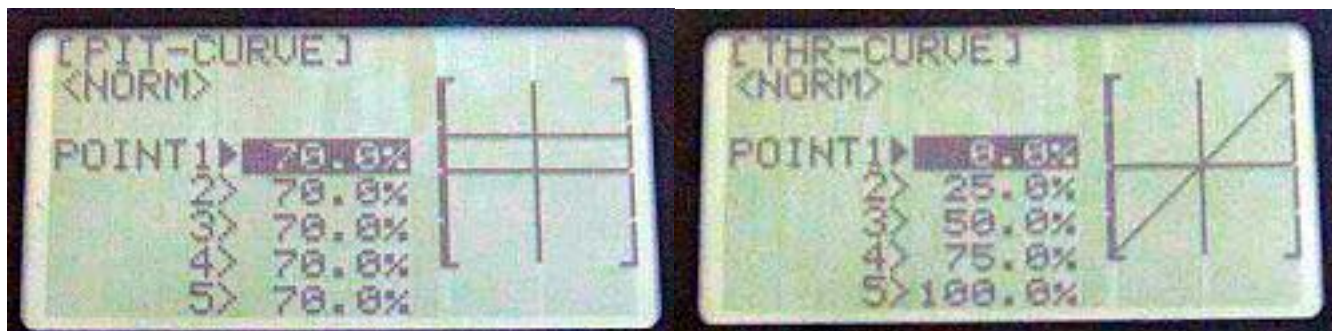 [PIT-CURVE]
<NORM>
POINT1▶ 70.0%
2> 70.0%
3> 70.0%
4> 70.0%
5> 70.0%
[THR-CURVE]
<NORM>
POINT1▶ 0.0%
2> 25.0%
3> 50.0%
4> 75.0%
5>100.0%